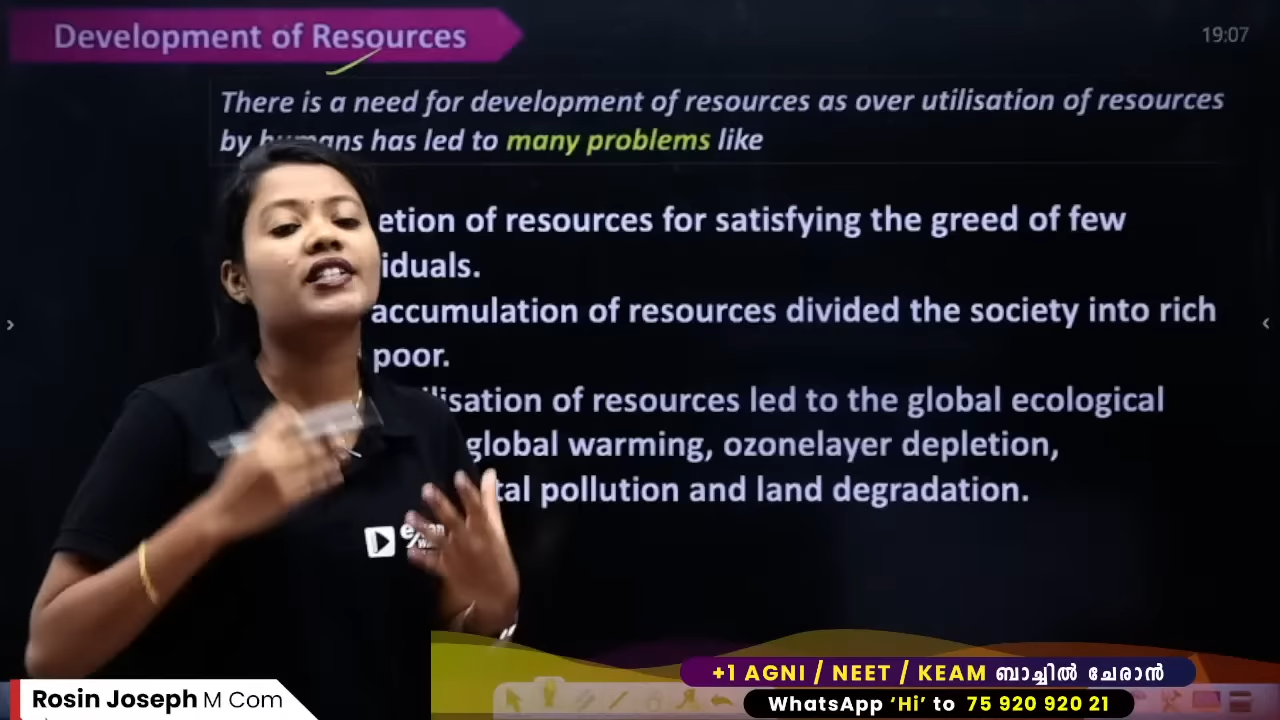 Development of Resources
19:07
There is a need for development of resources as over utilisation of resources
by humans has led to many problems like
etion of resources for satisfying the greed of few
iduals.
accumulation of resources divided the society into rich
poor.
lisation of resources led to the global ecological
global warming, ozonelayer depletion,
tal pollution and land degradation.
Rosin Joseph M Com
+1 AGNI / NEET / KEAM ബാച്ചിൽ ചേരാൻ
WhatsApp ‘Hi’ to 75 920 920 21